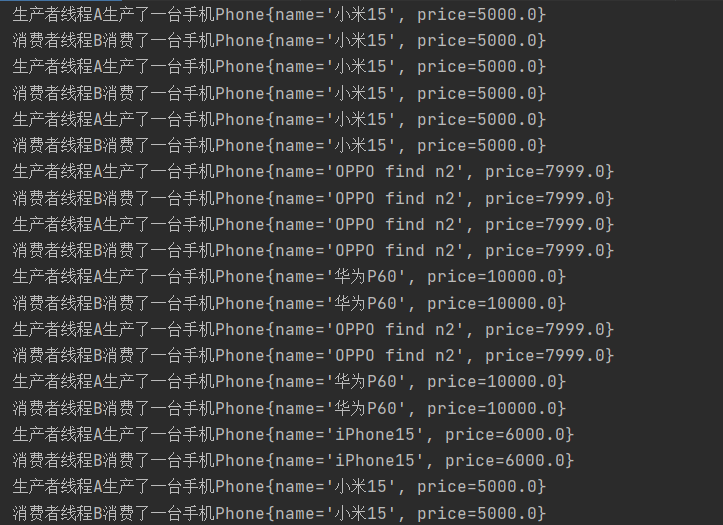 生产者线程A生产了一台手机Phone{name='小米15', price=5000.0}
消费者线程B消费了一台手机Phone{name='小米15', price=5000.0}
生产者线程A生产了一台手机Phone{name='小米15', price=5000.0}
消费者线程B消费了一台手机Phone{name='小米15', price=5000.0}
生产者线程A生产了一台手机Phone{name='小米15', price=5000.0}
消费者线程B消费了一台手机Phone{name='小米15', price=5000.0}
生产者线程A生产了一台手机Phone{name='OPPO find n2', price=7999.0}
消费者线程B消费了一台手机Phone{name='OPPO find n2', price=7999.0}
生产者线程A生产了一台手机Phone{name='OPPO find n2', price=7999.0}
消费者线程B消费了一台手机Phone{name='OPPO find n2', price=7999.0}
生产者线程A生产了一台手机Phone{name='华为P60', price=10000.0}
消费者线程B消费了一台手机Phone{name='华为P60', price=10000.0}
生产者线程A生产了一台手机Phone{name='OPPO find n2', price=7999.0}
消费者线程B消费了一台手机Phone{name='OPPO find n2', price=7999.0}
生产者线程A生产了一台手机Phone{name='华为P60', price=10000.0}
消费者线程B消费了一台手机Phone{name='华为P60', price=10000.0}
生产者线程A生产了一台手机Phone{name='iPhone15', price=6000.0}
消费者线程B消费了一台手机Phone{name='iPhone15', price=6000.0}
生产者线程A生产了一台手机Phone{name='小米15', price=5000.0}
消费者线程B消费了一台手机Phone{name='小米15', price=5000.0}